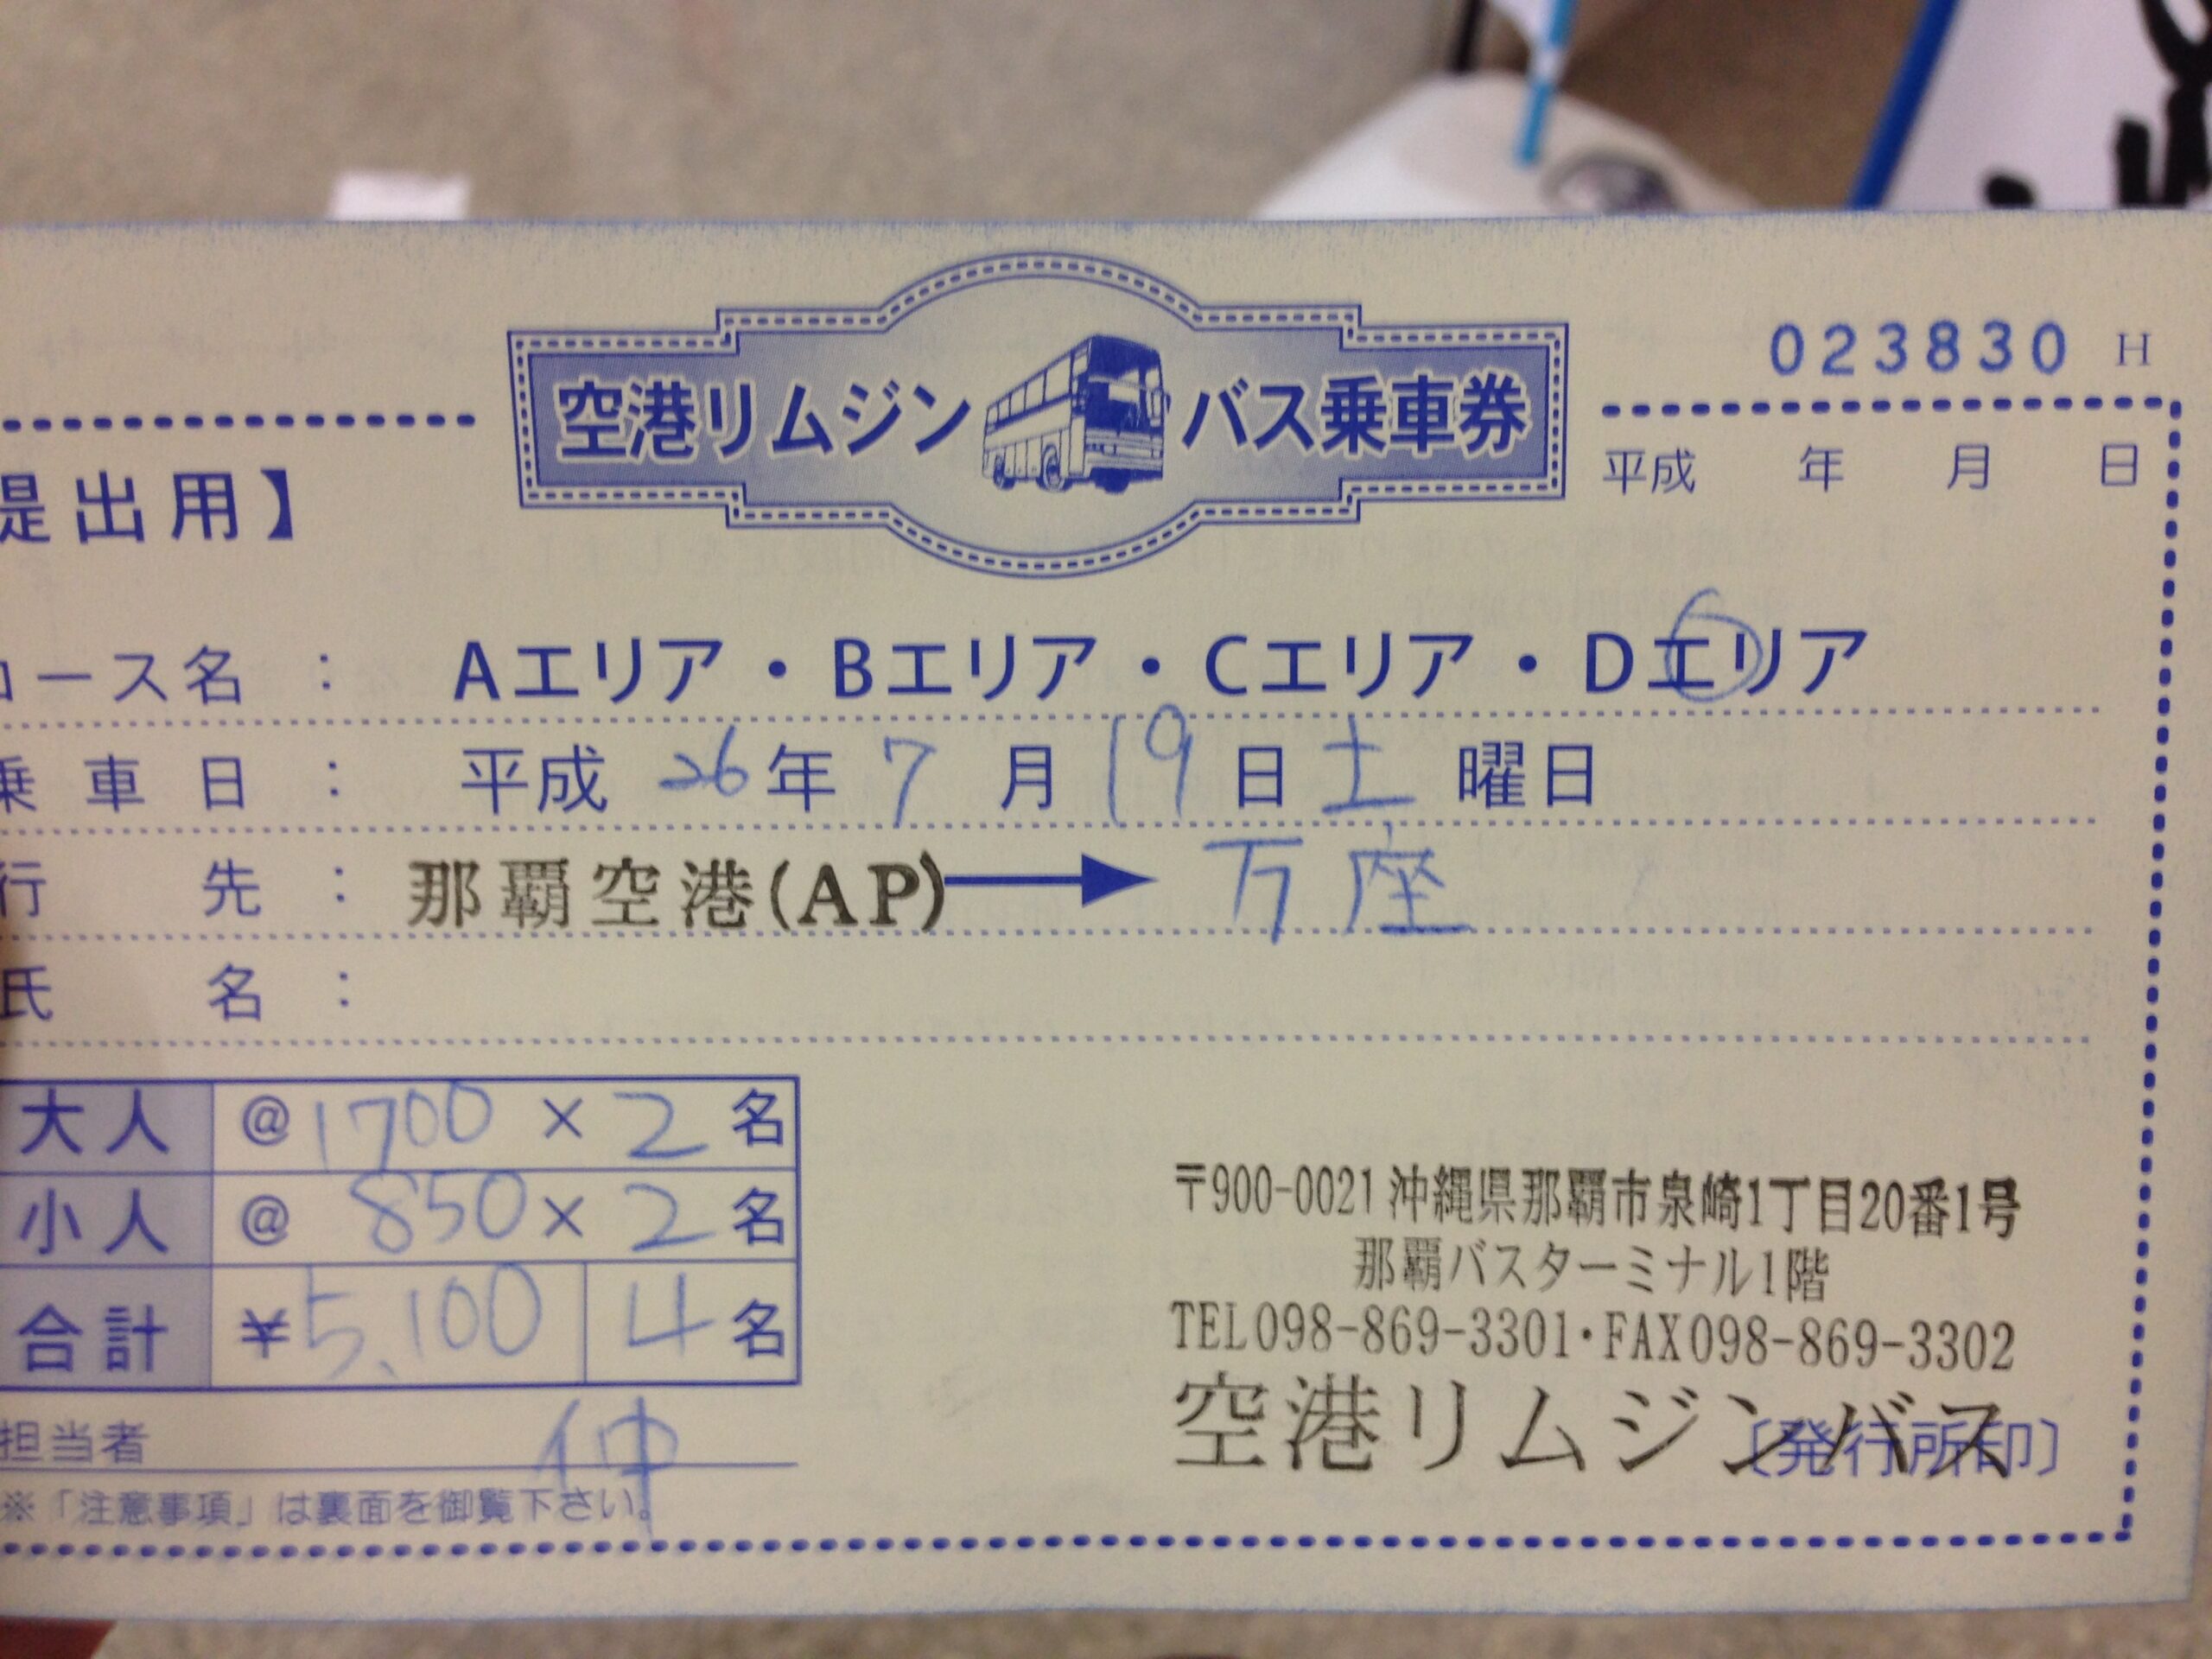 空港リムジン バス乗車券
023830 H
平成 年 月 日
提出用】
コース名 : Aエリア・Bエリア・Cエリア・Dエリア
乗車日 : 平成 26 年 7 月 19 日 土 曜日
行先 : 那覇空港(AP) → 万座
氏名 :
大人 @ 1700 × 2 名
小人 @ 850 × 2 名
合計 ¥5,100 4 名
担当者 仲
※「注意事項」は裏面を御覧下さい。
〒900-0021 沖縄県那覇市泉崎1丁目20番1号
那覇バスターミナル1階
TEL098-869-3301・FAX098-869-3302
空港リムジンバス
〔発行所印〕